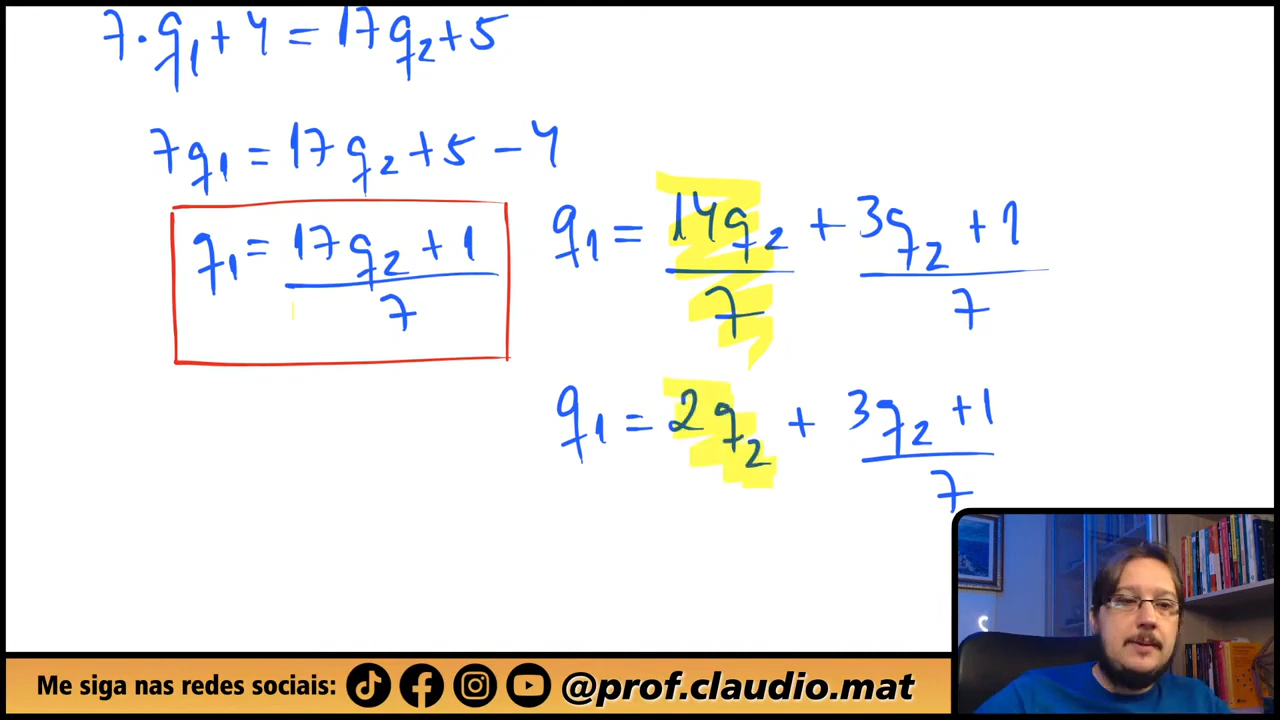 7·q₁+4 = 17q₂+5
7q₁ = 17q₂+5-4
q₁ = 17q₂+1
7
q₁ = 14q₂ + 3q₂+1
7 7
q₁ = 2q₂ + 3q₂+1
7
Me siga nas redes sociais: @prof.claudio.mat